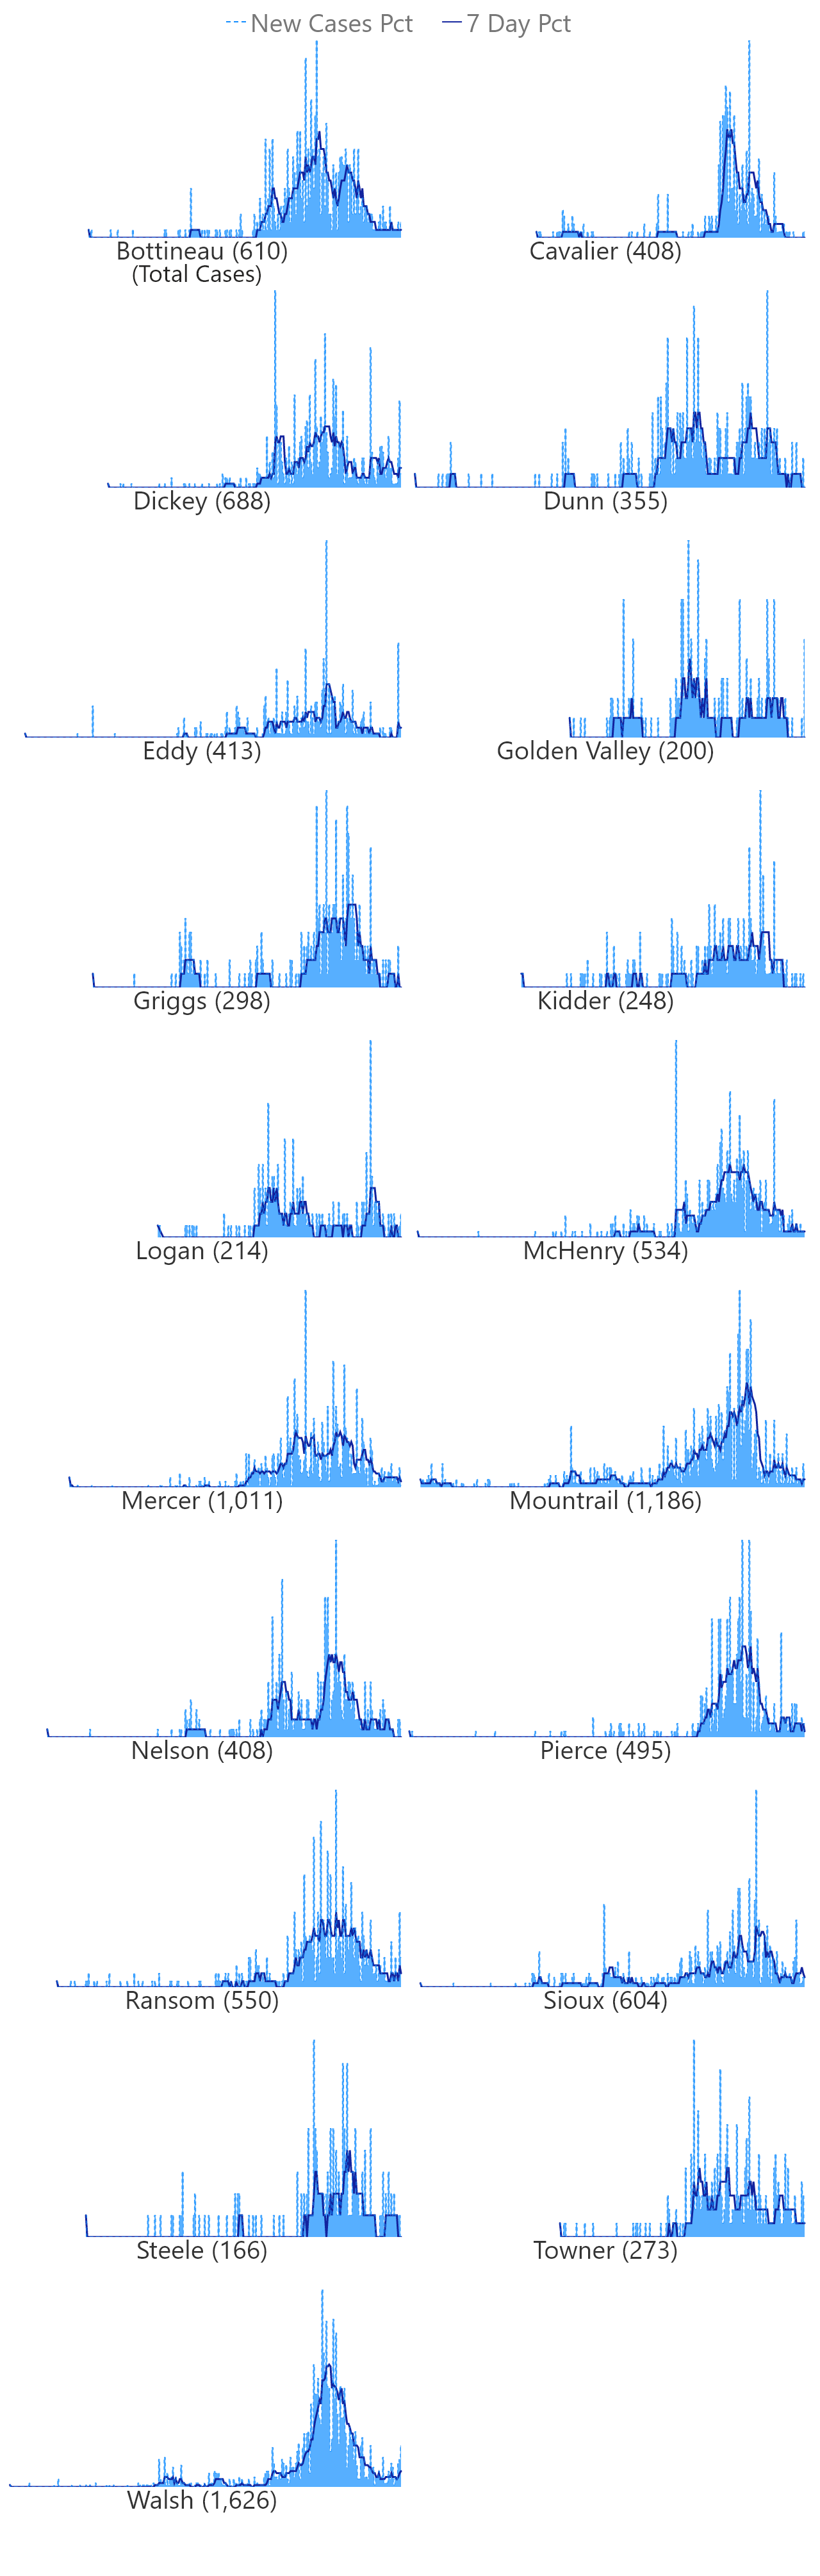 New Cases Pct 7 Day Pct
Bottineau (610) Cavalier (408)
(Total Cases)
Dickey (688) Dunn (355)
Eddy (413) Golden Valley (200)
Griggs (298) Kidder (248)
Logan (214) McHenry (534)
Mercer (1,011) Mountrail (1,186)
Nelson (408) Pierce (495)
Ransom (550) Sioux (604)
Steele (166) Towner (273)
Walsh (1,626)